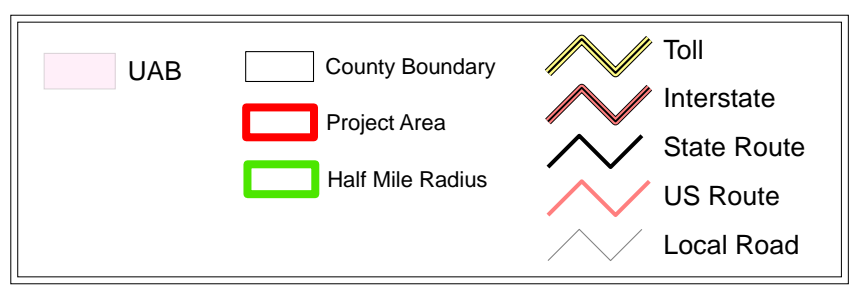 UAB
County Boundary
Project Area
Half Mile Radius
Toll
Interstate
State Route
US Route
Local Road